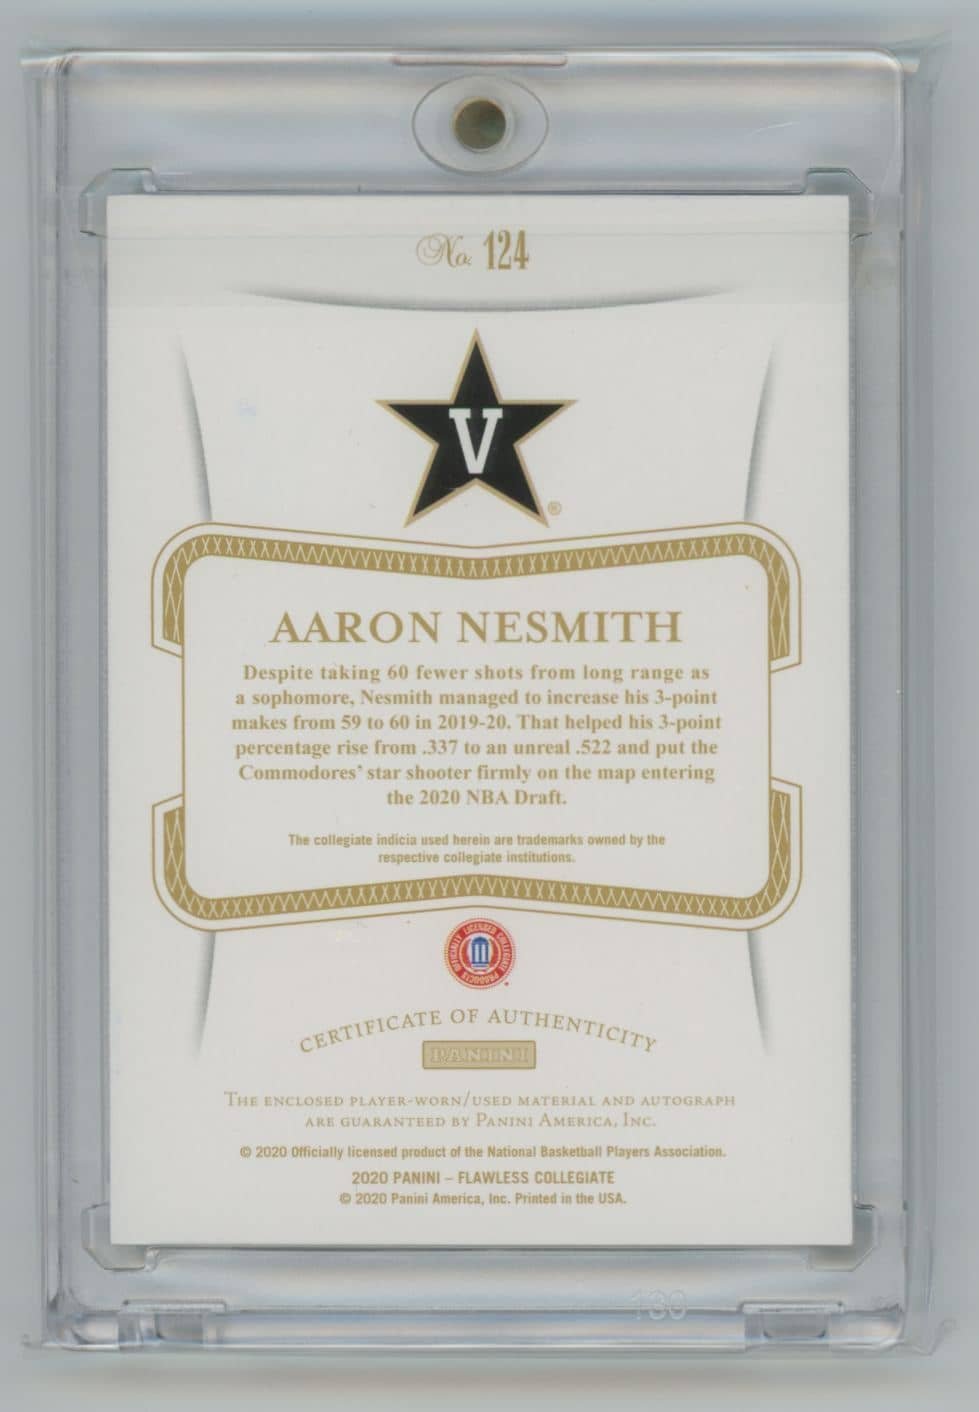 No. 124
V
®
AARON NESMITH
Despite taking 60 fewer shots from long range as
a sophomore, Nesmith managed to increase his 3-point
makes from 59 to 60 in 2019-20. That helped his 3-point
percentage rise from .337 to an unreal .522 and put the
Commodores' star shooter firmly on the map entering
the 2020 NBA Draft.
The collegiate indicia used herein are trademarks owned by the
respective collegiate institutions.
OFFICIALLY LICENSED COLLEGIATE PRODUCTS
CERTIFICATE OF AUTHENTICITY
PANINI
THE ENCLOSED PLAYER-WORN/USED MATERIAL AND AUTOGRAPH
ARE GUARANTEED BY PANINI AMERICA, INC.
© 2020 Officially licensed product of the National Basketball Players Association.
2020 PANINI – FLAWLESS COLLEGIATE
© 2020 Panini America, Inc. Printed in the USA.